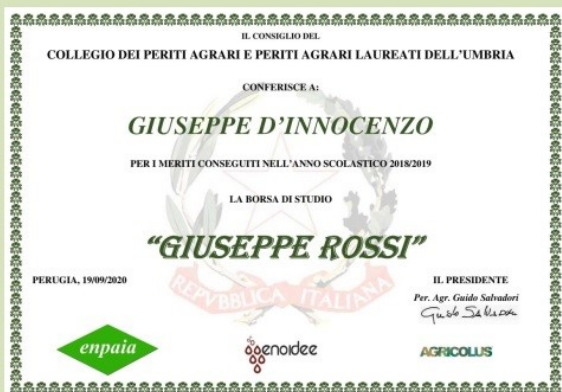 IL CONSIGLIO DEL
COLLEGIO DEI PERITI AGRARI E PERITI AGRARI LAUREATI DELL'UMBRIA
CONFERISCE A:
GIUSEPPE D'INNOCENZO
PER I MERITI CONSEGUITI NELL'ANNO SCOLASTICO 2018/2019
LA BORSA DI STUDIO
"GIUSEPPE ROSSI"
REPVBBLICA ITALIANA
PERUGIA, 19/09/2020
IL PRESIDENTE
Per. Agr. Guido Salvadori
Guido Salvadori
enpaia
enoidee
AGRICOLUS